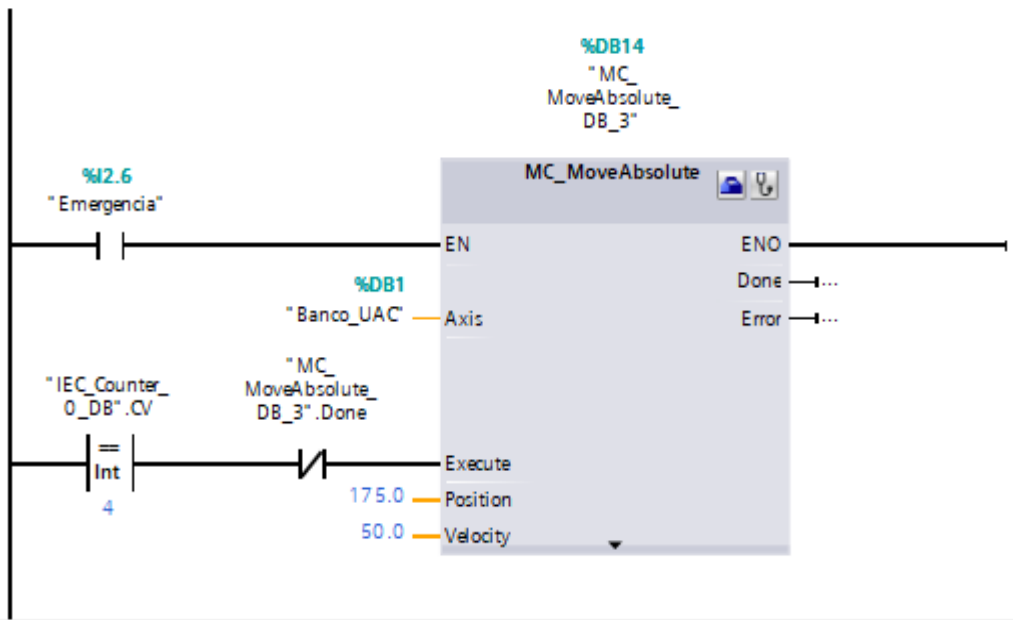 %DB14
"MC_
MoveAbsolute_
DB_3"
MC_MoveAbsolute
%I2.6
"Emergencia"
EN
ENO
Done
...
%DB1
"Banco_UAC"
Axis
Error
...
"IEC_Counter_
0_DB".CV
"MC_
MoveAbsolute_
DB_3".Done
==
Int
4
Execute
175.0
Position
50.0
Velocity